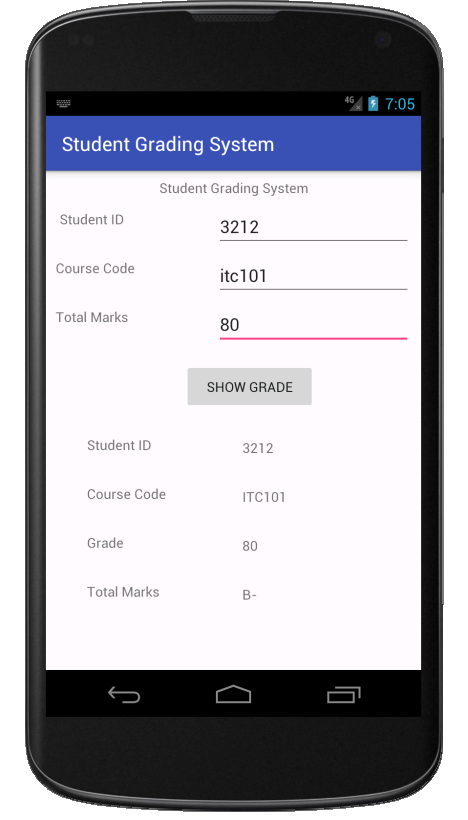 4G 7:05
Student Grading System
Student Grading System
Student ID 3212
Course Code itc101
Total Marks 80
SHOW GRADE
Student ID 3212
Course Code ITC101
Grade 80
Total Marks B-